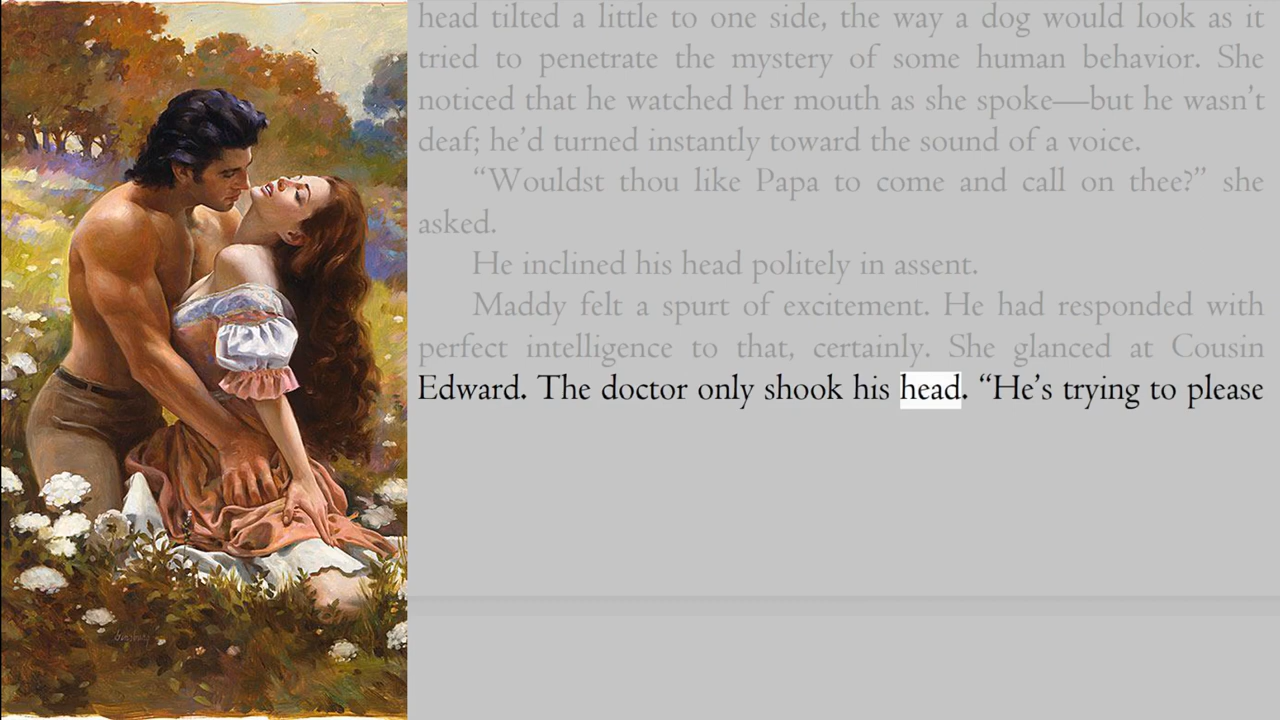 head tilted a little to one side, the way a dog would look as it
tried to penetrate the mystery of some human behavior. She
noticed that he watched her mouth as she spoke—but he wasn’t
deaf; he’d turned instantly toward the sound of a voice.
“Wouldst thou like Papa to come and call on thee?” she
asked.
He inclined his head politely in assent.
Maddy felt a spurt of excitement. He had responded with
perfect intelligence to that, certainly. She glanced at Cousin
Edward. The doctor only shook his head. “He’s trying to please